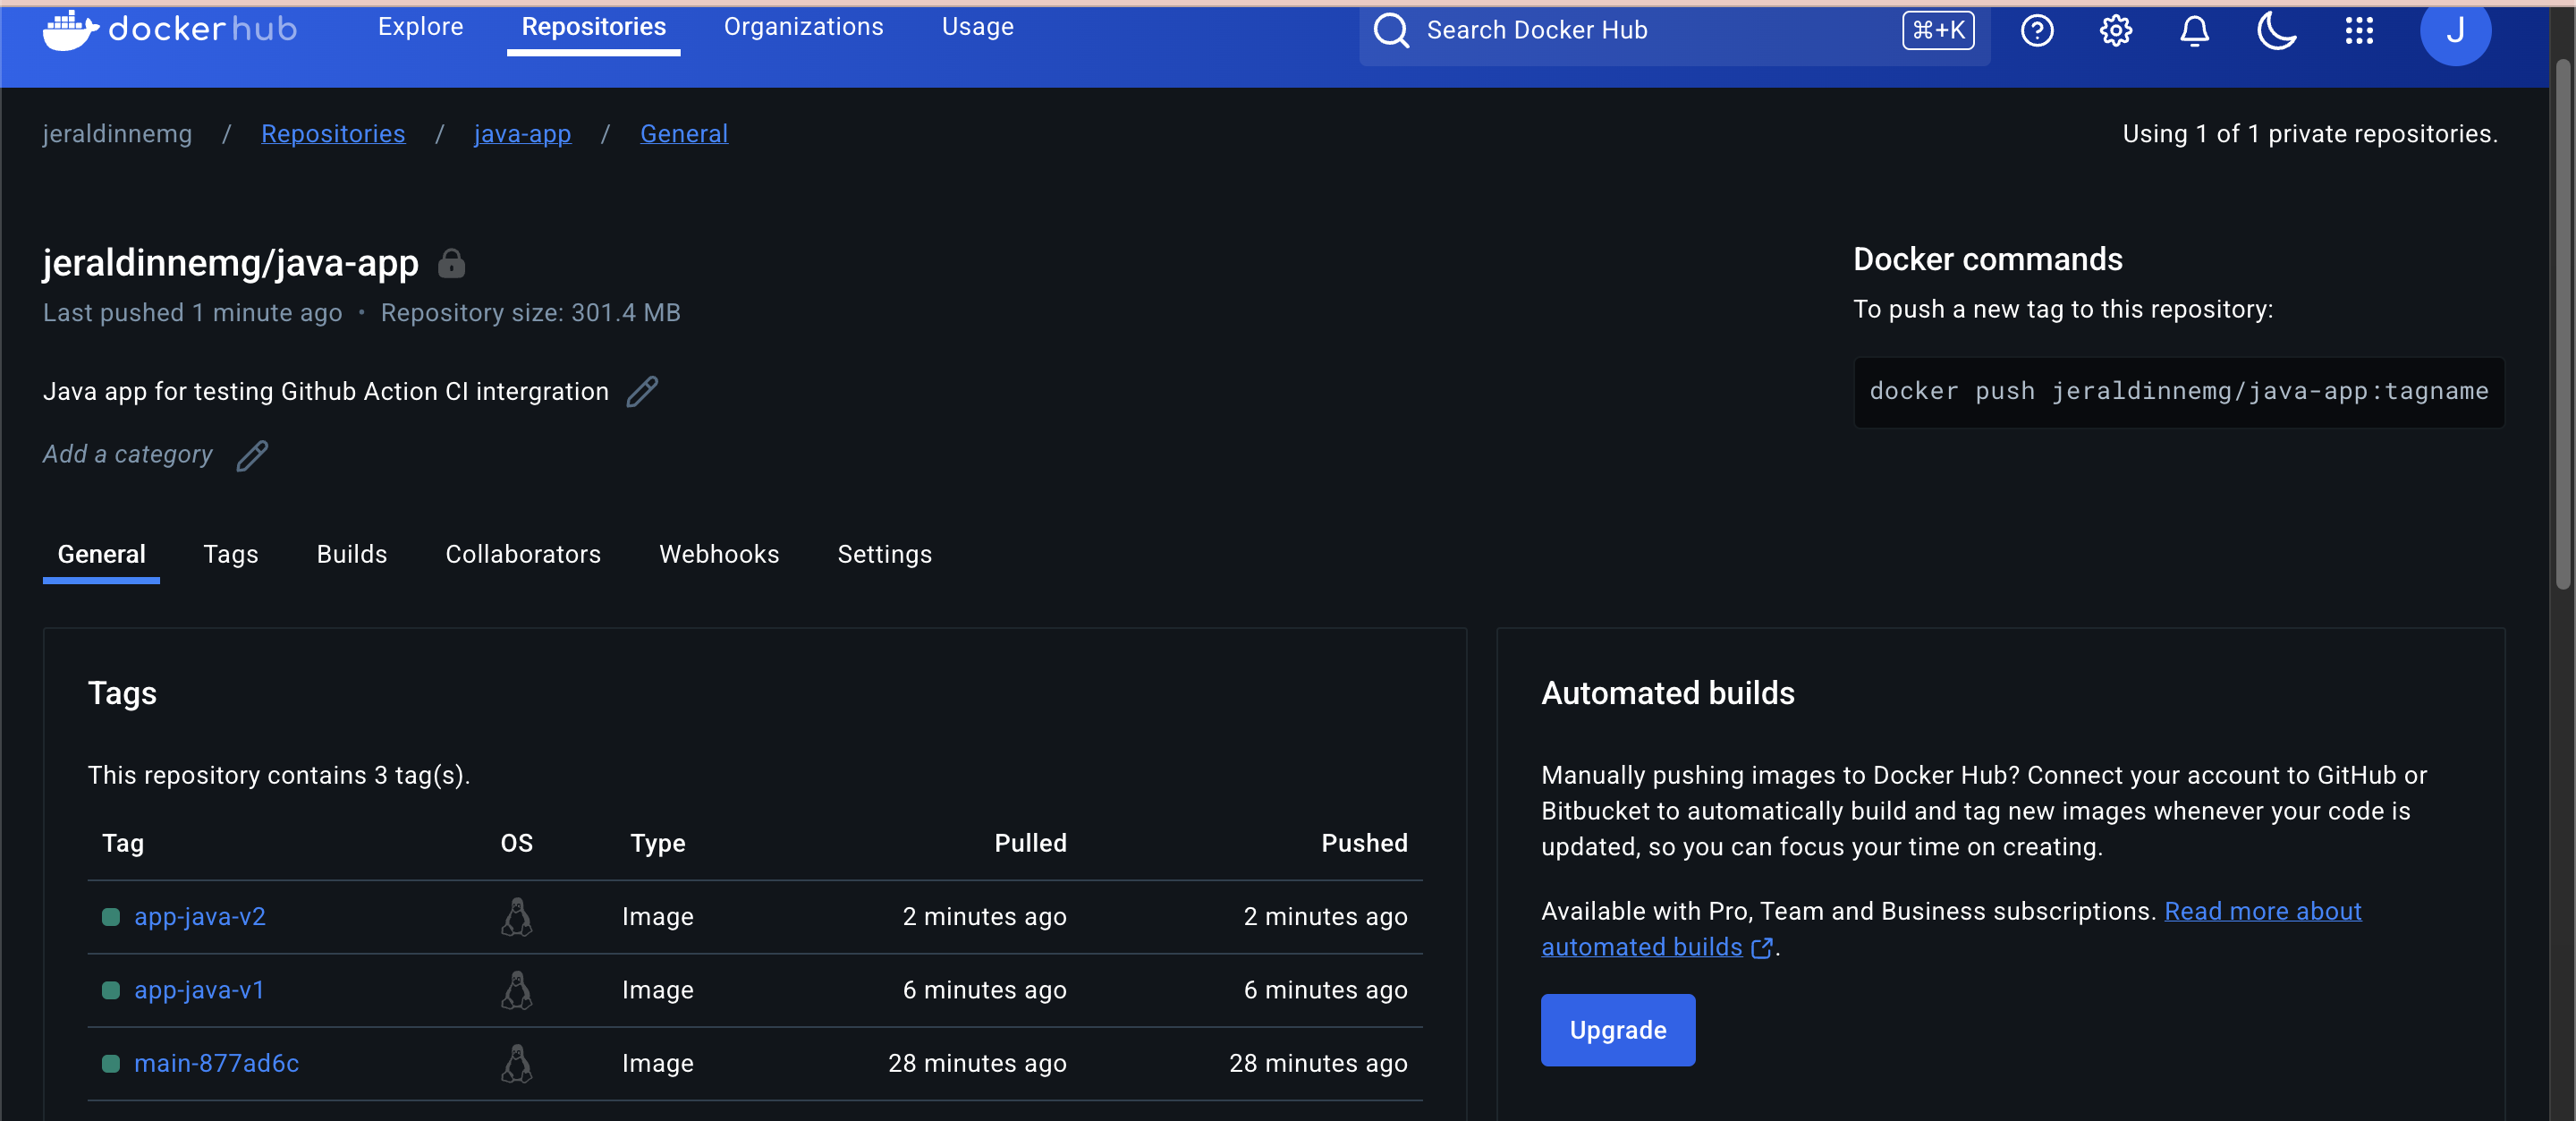 dockerhub
Explore
Repositories
Organizations
Usage
Search Docker Hub
⌘+K
J
jeraldinnemg / Repositories / java-app / General
Using 1 of 1 private repositories.
jeraldinnemg/java-app
Last pushed 1 minute ago • Repository size: 301.4 MB
Java app for testing Github Action CI intergration
Add a category
Docker commands
To push a new tag to this repository:
docker push jeraldinnemg/java-app:tagname
General
Tags
Builds
Collaborators
Webhooks
Settings
Tags
This repository contains 3 tag(s).
Tag OS Type Pulled Pushed
app-java-v2 Image 2 minutes ago 2 minutes ago
app-java-v1 Image 6 minutes ago 6 minutes ago
main-877ad6c Image 28 minutes ago 28 minutes ago
Automated builds
Manually pushing images to Docker Hub? Connect your account to GitHub or
Bitbucket to automatically build and tag new images whenever your code is
updated, so you can focus your time on creating.
Available with Pro, Team and Business subscriptions. Read more about
automated builds.
Upgrade